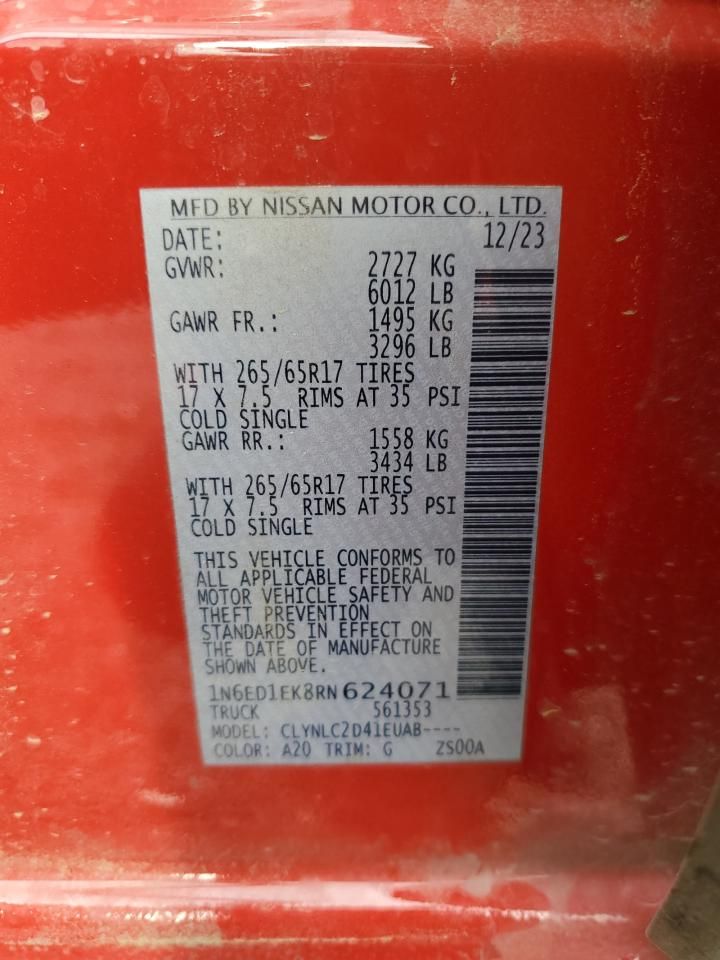 MFD BY NISSAN MOTOR CO., LTD.
DATE: 12/23
GVWR: 2727 KG
6012 LB
GAWR FR.: 1495 KG
3296 LB
WITH 265/65R17 TIRES
17 X 7.5 RIMS AT 35 PSI
COLD SINGLE
GAWR RR.: 1558 KG
3434 LB
WITH 265/65R17 TIRES
17 X 7.5 RIMS AT 35 PSI
COLD SINGLE
THIS VEHICLE CONFORMS TO
ALL APPLICABLE FEDERAL
MOTOR VEHICLE SAFETY AND
THEFT PREVENTION
STANDARDS IN EFFECT ON
THE DATE OF MANUFACTURE
SHOWN ABOVE.
1N6ED1EK8RN624071
TRUCK 561353
MODEL: CLYNLC2D41EUAB----
COLOR: A20 TRIM: G ZS00A